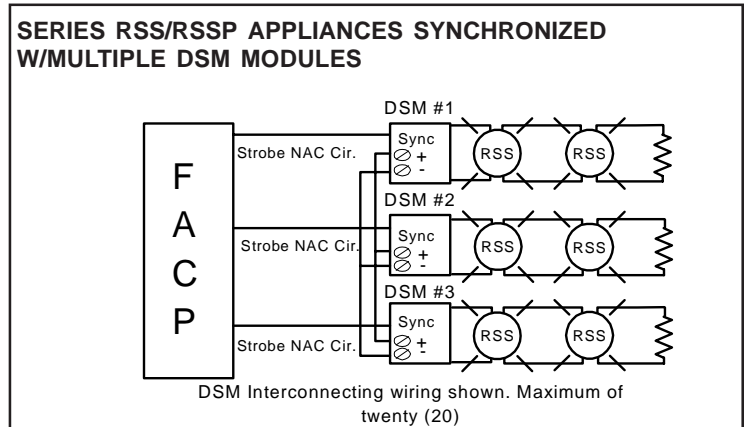 SERIES RSS/RSSP APPLIANCES SYNCHRONIZED
W/MULTIPLE DSM MODULES
DSM #1
Sync
Strobe NAC Cir.
+
-
RSS
RSS
F
A
C
P
DSM #2
Sync
Strobe NAC Cir.
+
-
RSS
RSS
DSM #3
Sync
Strobe NAC Cir.
+
-
RSS
RSS
DSM Interconnecting wiring shown. Maximum of
twenty (20)